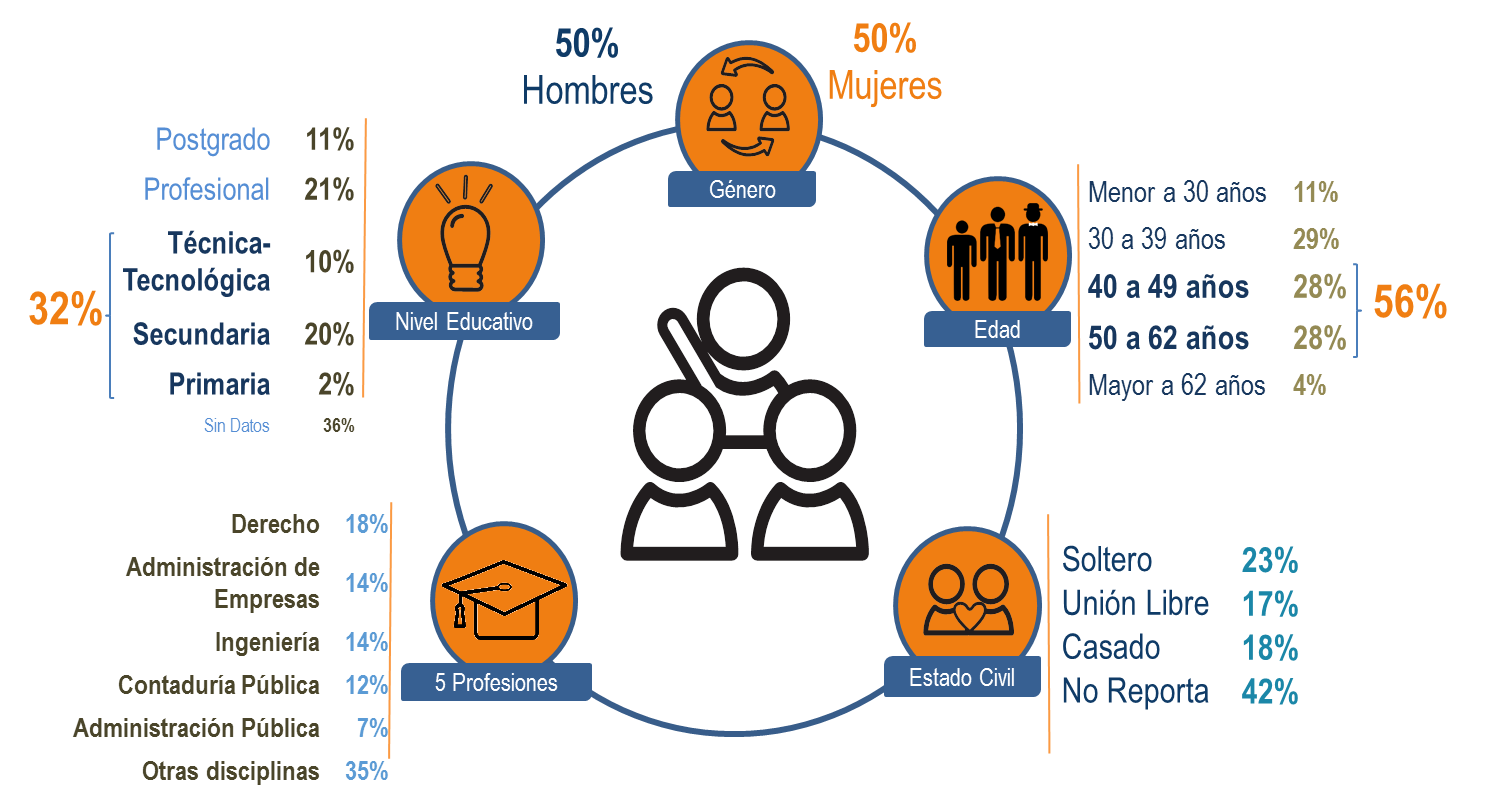 50%
Hombres
50%
Mujeres
Género
Postgrado 11%
Profesional 21%
Técnica-
Tecnológica 10%
Secundaria 20%
Primaria 2%
Sin Datos 36%
32%
Nivel Educativo
Menor a 30 años 11%
30 a 39 años 29%
40 a 49 años 28%
50 a 62 años 28%
Mayor a 62 años 4%
56%
Edad
Derecho 18%
Administración de
Empresas 14%
Ingeniería 14%
Contaduría Pública 12%
Administración Pública 7%
Otras disciplinas 35%
5 Profesiones
Soltero 23%
Unión Libre 17%
Casado 18%
No Reporta 42%
Estado Civil